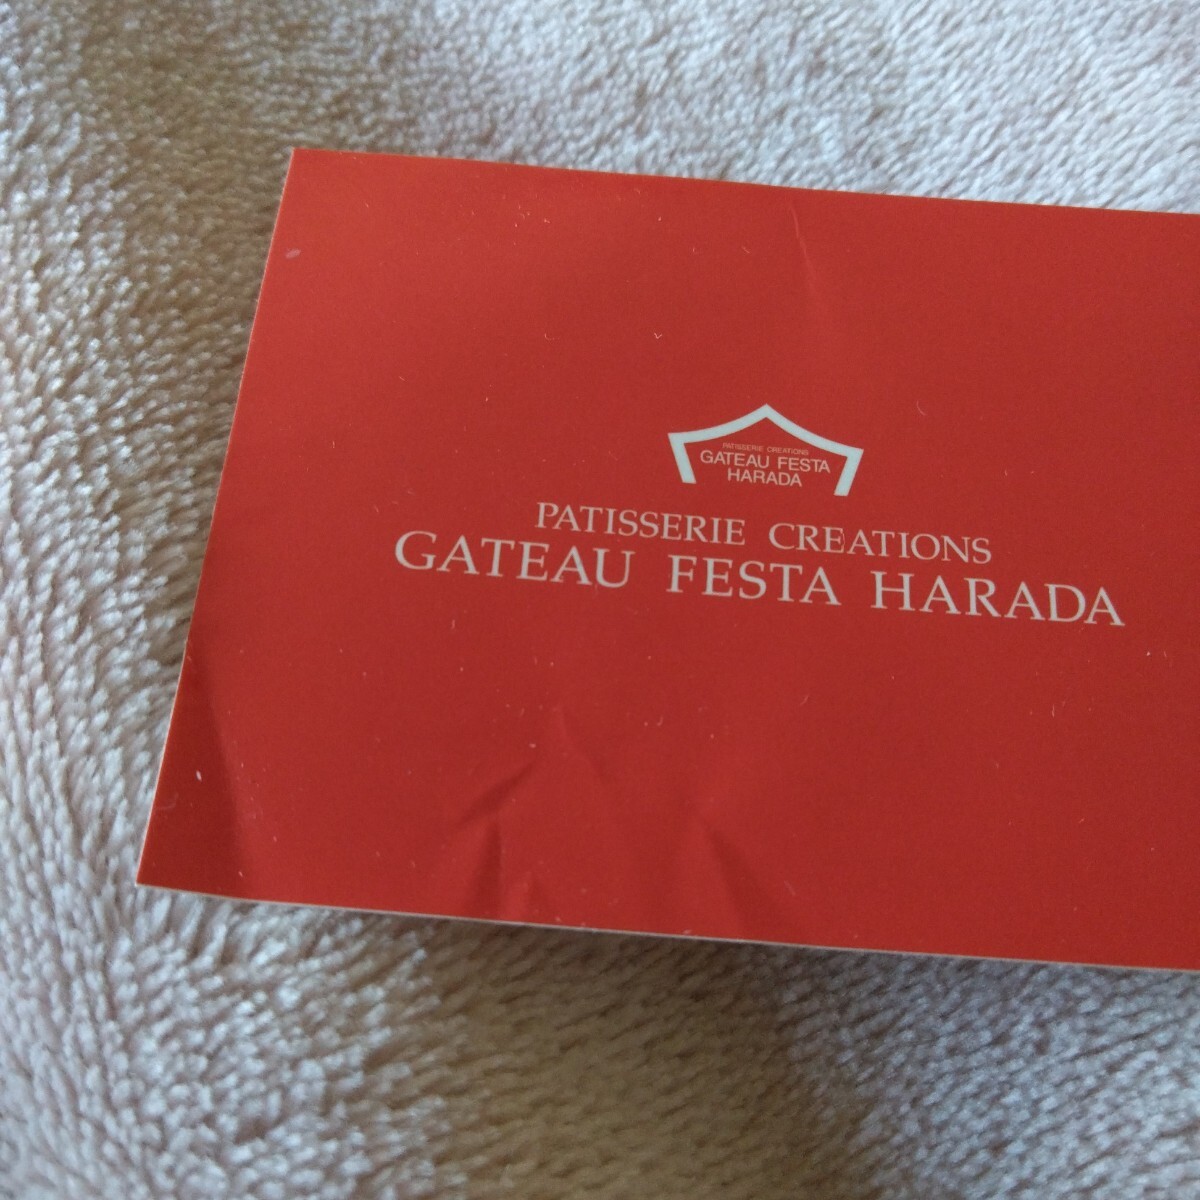 PATISSERIE CREATIONS
GATEAU FESTA
HARADA
PATISSERIE CREATIONS
GATEAU FESTA HARADA